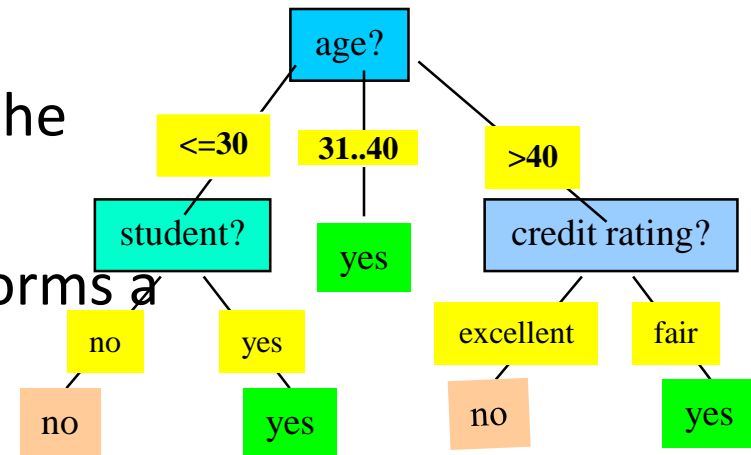 age?
he
<=30
31..40
>40
student?
yes
credit rating?
orms a
no
yes
excellent
fair
no
yes
no
yes